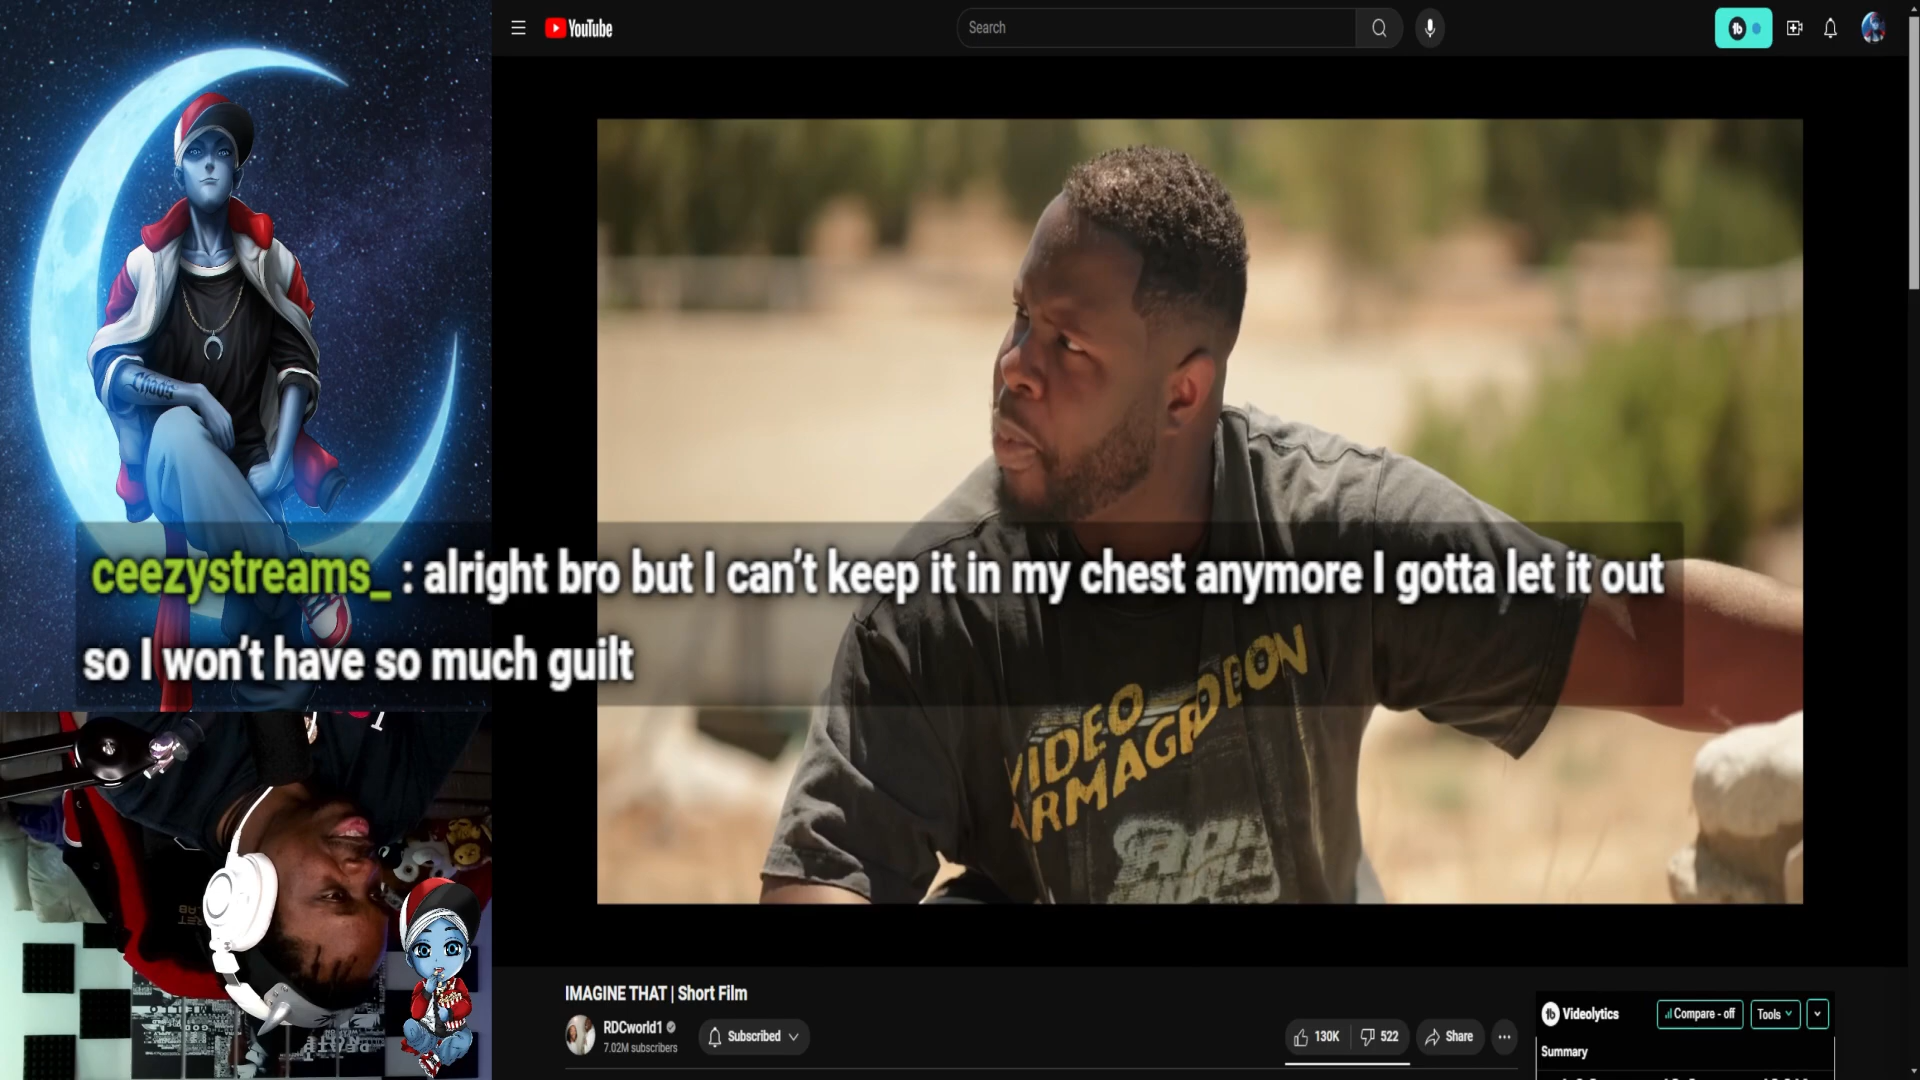 YouTube
Search
Chaos
ceezystreams_ : alright bro but I can't keep it in my chest anymore I gotta let it out
so I won't have so much guilt
VIDEO
ARMAGEDDON
IMAGINE THAT | Short Film
RDCworld1
7.02M subscribers
Subscribed
130K
522
Share
Videolytics
Compare - off
Tools
Summary